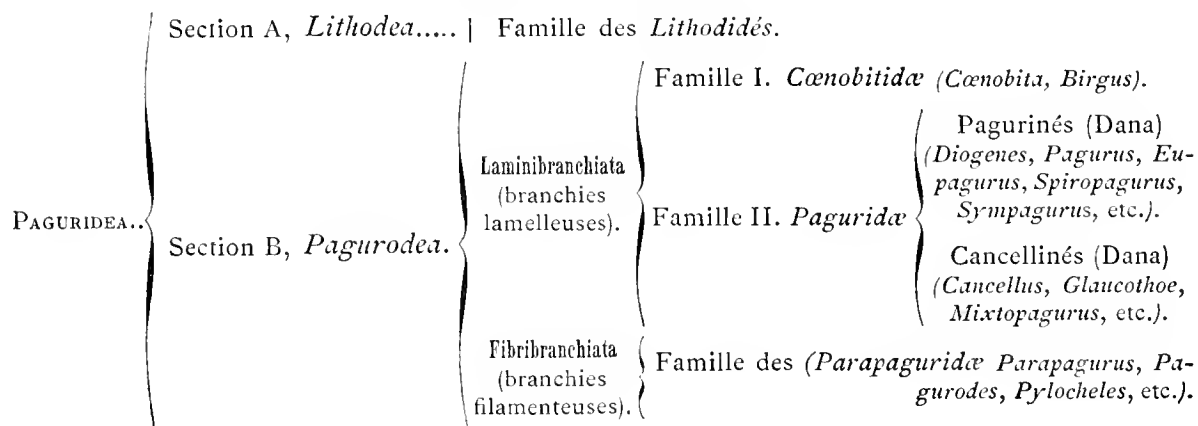 Section A, Lithodea..... | Famille des Lithodidés.
Famille I. Cœnobitidæ (Cœnobita, Birgus).
Pagurinés (Dana)
(Diogenes, Pagurus, Eu-
pagurus, Spiropagurus,
Sympagurus, etc.).
Laminibranchiata
(branches
lamelleuses).
Famille II. Paguridæ
PAGURIDEA..
Section B, Pagurodea.
Cancellinés (Dana)
(Cancellus, Glaucothoe,
Mixtopagurus, etc.).
Fibribranchiata
(branchies
filamenteuses).
Famille des (Parapaguridæ Parapagurus, Pa-
gurodes, Pylocheles, etc.).